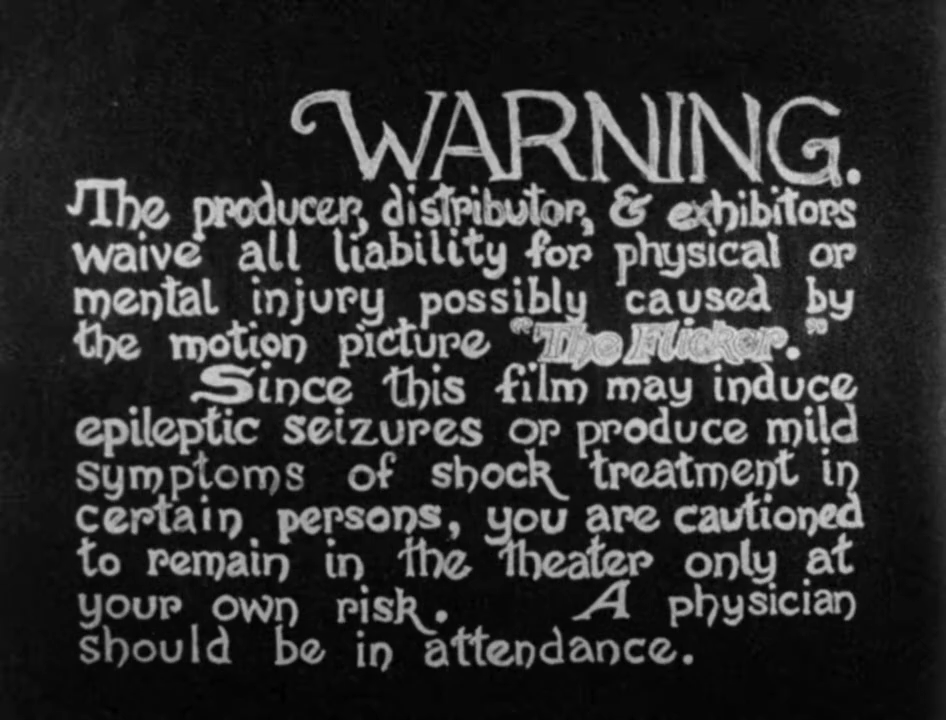 WARNING.
The producer, distributor, & exhibitors
waive all liability for physical or
mental injury possibly caused by
the motion picture "The Flicker."
Since this film may induce
epileptic seizures or produce mild
symptoms of shock treatment in
certain persons, you are cautioned
to remain in the theater only at
your own risk. A physician
should be in attendance.